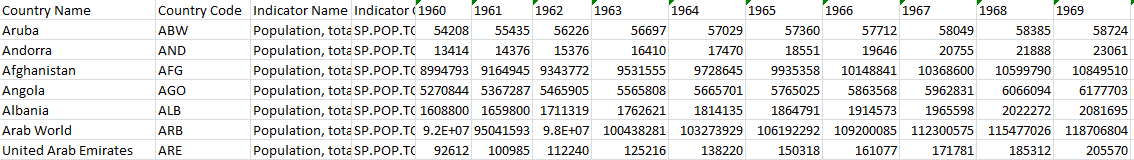 Country Name Country Code Indicator Name Indicator C 1960 1961 1962 1963 1964 1965 1966 1967 1968 1969
Aruba ABW Population, tota SP.POP.TO 54208 55435 56226 56697 57029 57360 57712 58049 58385 58724
Andorra AND Population, tota SP.POP.TO 13414 14376 15376 16410 17470 18551 19646 20755 21888 23061
Afghanistan AFG Population, tota SP.POP.TO 8994793 9164945 9343772 9531555 9728645 9935358 10148841 10368600 10599790 10849510
Angola AGO Population, tota SP.POP.TO 5270844 5367287 5465905 5565808 5665701 5765025 5863568 5962831 6066094 6177703
Albania ALB Population, tota SP.POP.TO 1608800 1659800 1711319 1762621 1814135 1864791 1914573 1965598 2022272 2081695
Arab World ARB Population, tota SP.POP.TO 9.2E+07 95041593 9.8E+07 100438281 103273929 106192292 109200085 112300575 115477026 118706804
United Arab Emirates ARE Population, tota SP.POP.TO 92612 100985 112240 125216 138220 150318 161077 171781 185312 205570